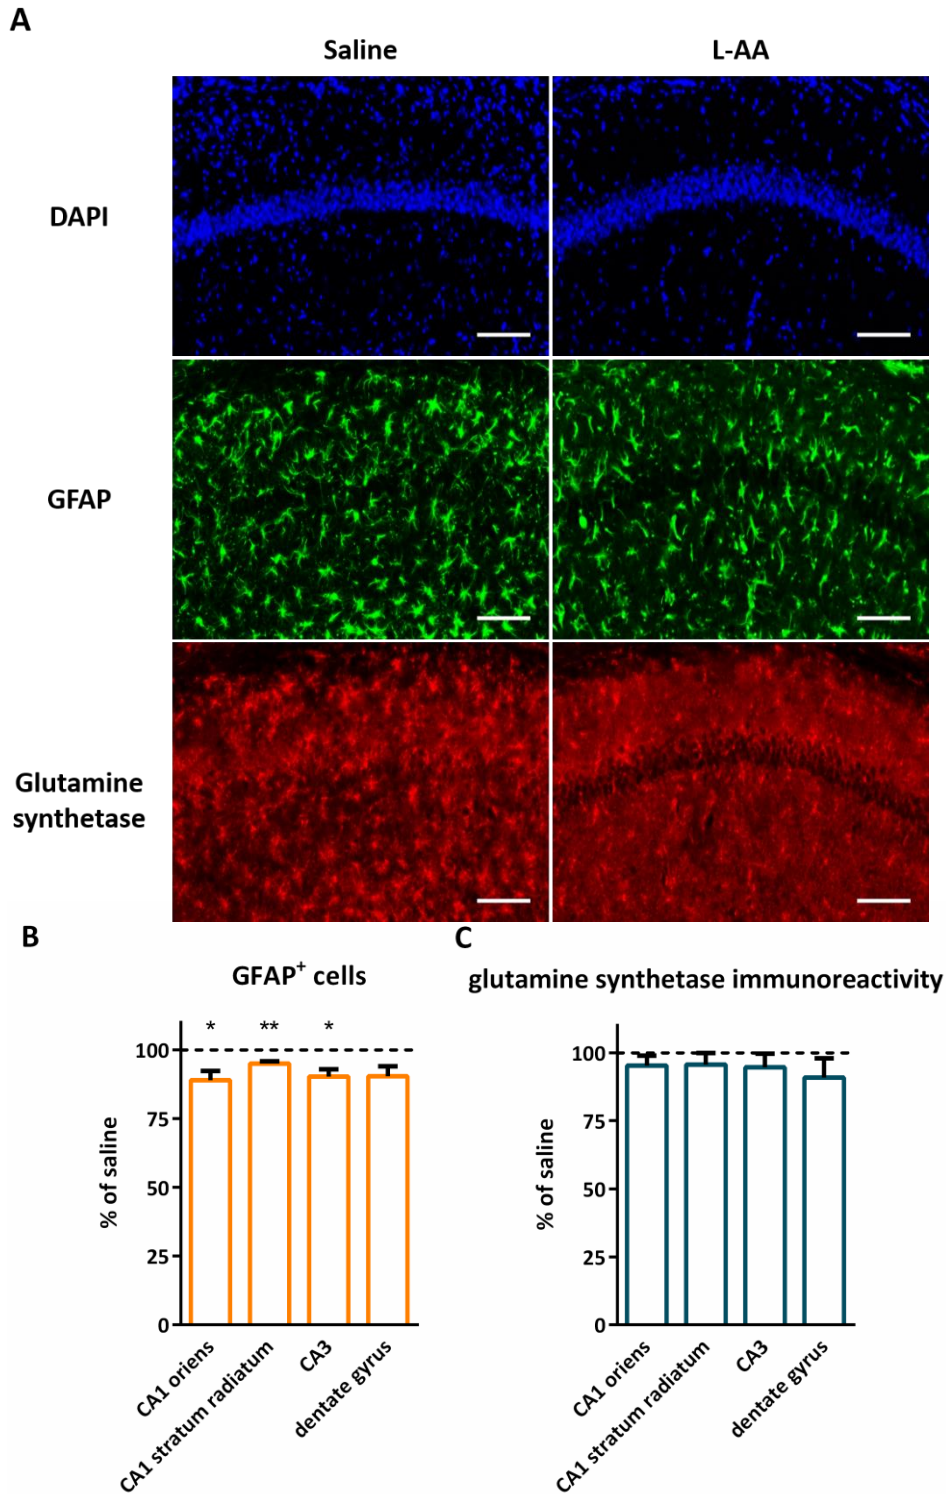 A
Saline L-AA
DAPI
GFAP
Glutamine
synthetase
B
GFAP+ cells
* ** *
100
75
50
25
0
% of saline
CA1 oriens
CA1 stratum radiatum
CA3
dentate gyrus
C
glutamine synthetase immunoreactivity
100
75
50
25
0
% of saline
CA1 oriens
CA1 stratum radiatum
CA3
dentate gyrus